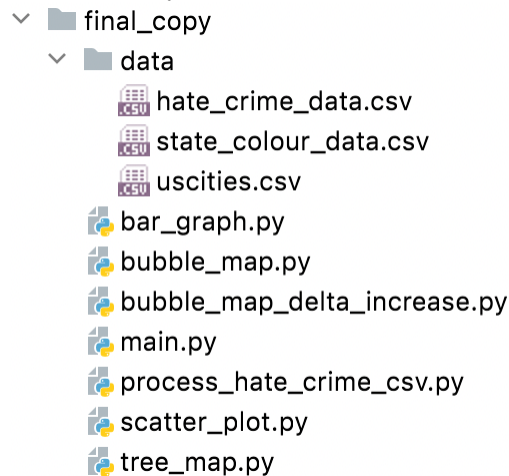 final_copy
data
hate_crime_data.csv
state_colour_data.csv
uscities.csv
bar_graph.py
bubble_map.py
bubble_map_delta_increase.py
main.py
process_hate_crime_csv.py
scatter_plot.py
tree_map.py